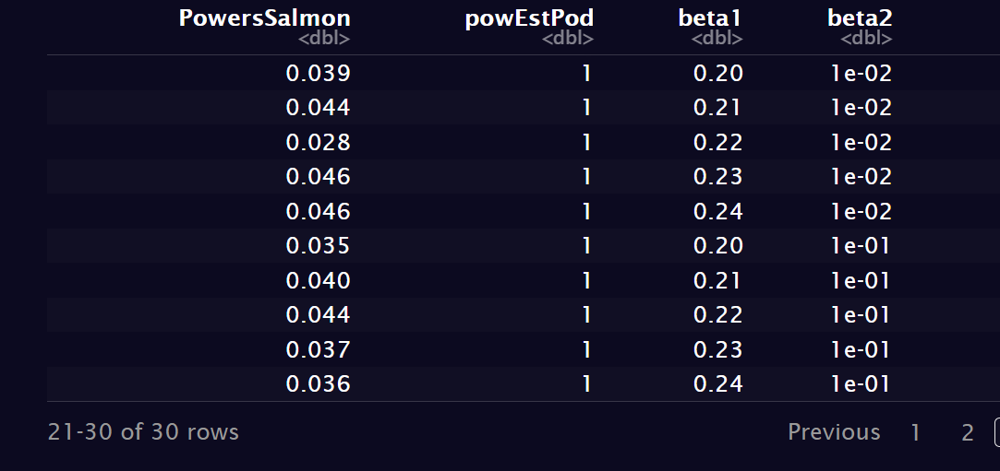 PowersSalmon powEstPod beta1 beta2
<dbl> <dbl> <dbl> <dbl>
0.039 1 0.20 1e-02
0.044 1 0.21 1e-02
0.028 1 0.22 1e-02
0.046 1 0.23 1e-02
0.046 1 0.24 1e-02
0.035 1 0.20 1e-01
0.040 1 0.21 1e-01
0.044 1 0.22 1e-01
0.037 1 0.23 1e-01
0.036 1 0.24 1e-01
21-30 of 30 rows Previous 1 2